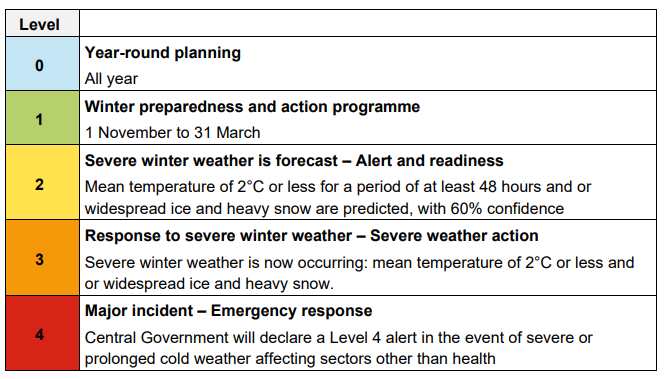 Level
0
Year-round planning
All year
1
Winter preparedness and action programme
1 November to 31 March
2
Severe winter weather is forecast – Alert and readiness
Mean temperature of 2°C or less for a period of at least 48 hours and or
widespread ice and heavy snow are predicted, with 60% confidence
3
Response to severe winter weather – Severe weather action
Severe winter weather is now occurring: mean temperature of 2°C or less and
or widespread ice and heavy snow.
4
Major incident – Emergency response
Central Government will declare a Level 4 alert in the event of severe or
prolonged cold weather affecting sectors other than health